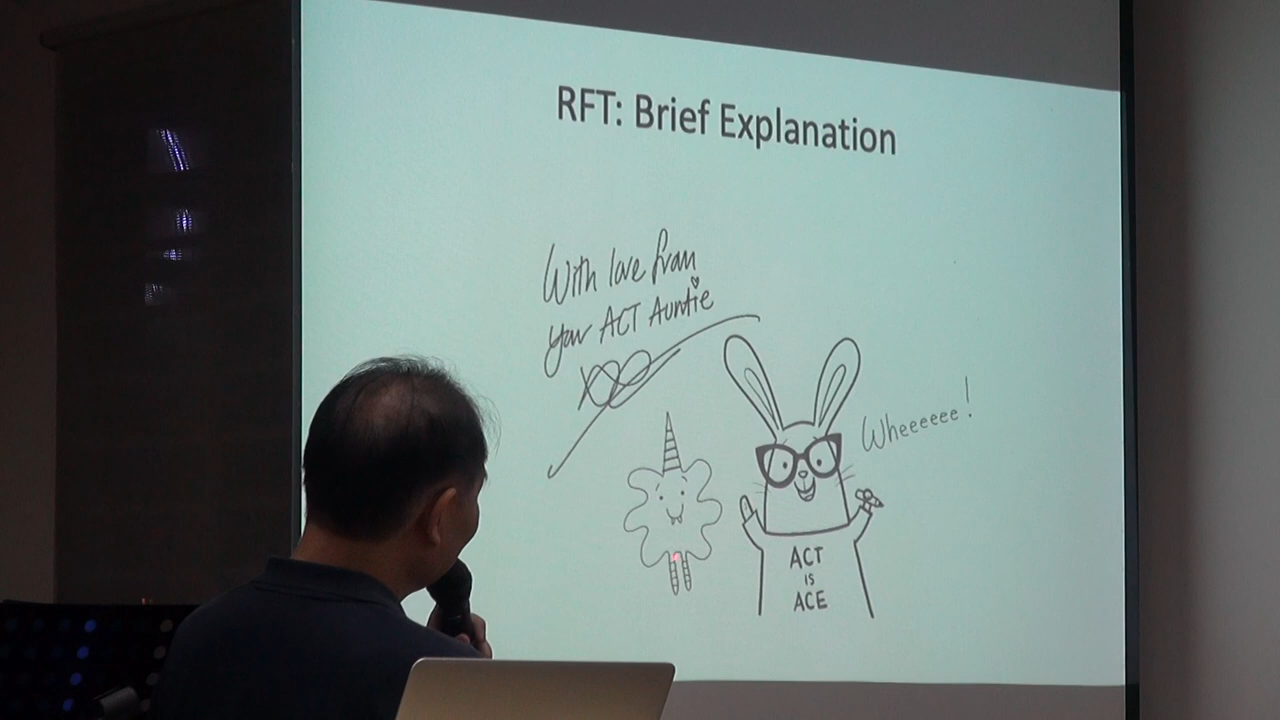 RFT: Brief Explanation
With love from
your ACT Auntie
Wheeeeee!
ACT
IS
ACE